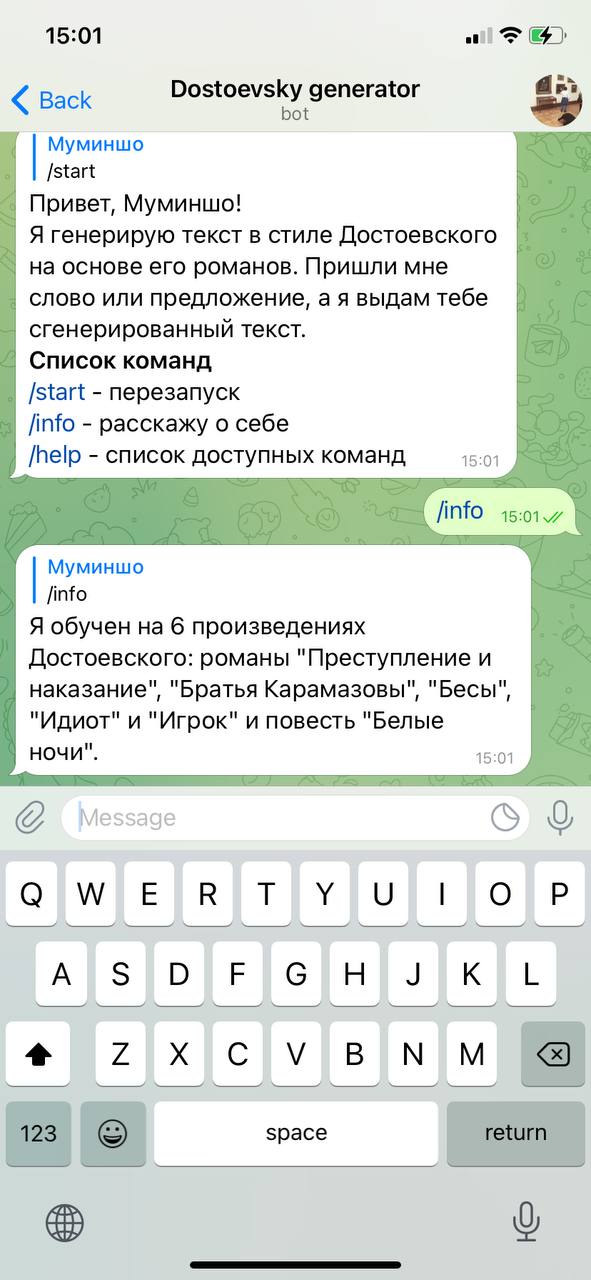 15:01
Back
Dostoevsky generator
bot
Муминшо
/start
Привет, Муминшо!
Я генерирую текст в стиле Достоевского
на основе его романов. Пришли мне
слово или предложение, а я выдам тебе
сгенерированный текст.
Список команд
/start - перезапуск
/info - расскажу о себе
/help - список доступных команд
15:01
/info 15:01
Муминшо
/info
Я обучен на 6 произведениях
Достоевского: романы "Преступление и
наказание", "Братья Карамазовы", "Бесы",
"Идиот" и "Игрок" и повесть "Белые
ночи".
15:01
Message
Q W E R T Y U I O P
A S D F G H J K L
Z X C V B N M
123 space return